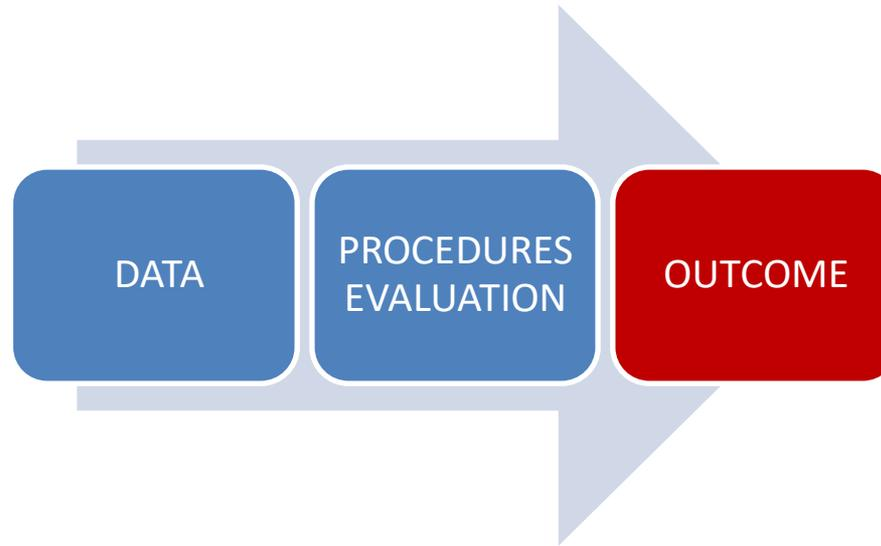 DATA
PROCEDURES
EVALUATION
OUTCOME